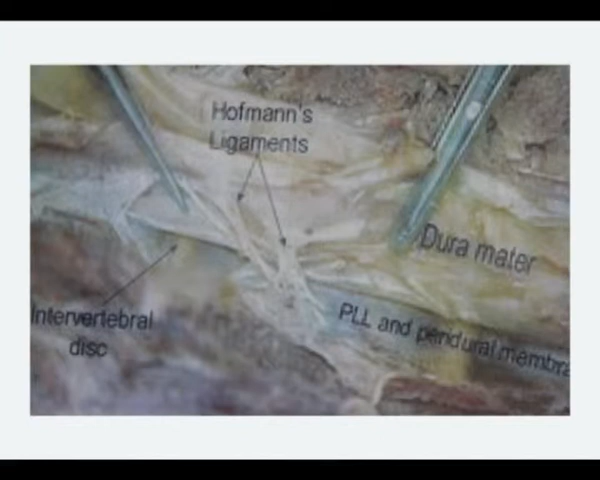 Hofmann's
Ligaments
Dura mater
Intervertebral
disc
PLL and peridural membra